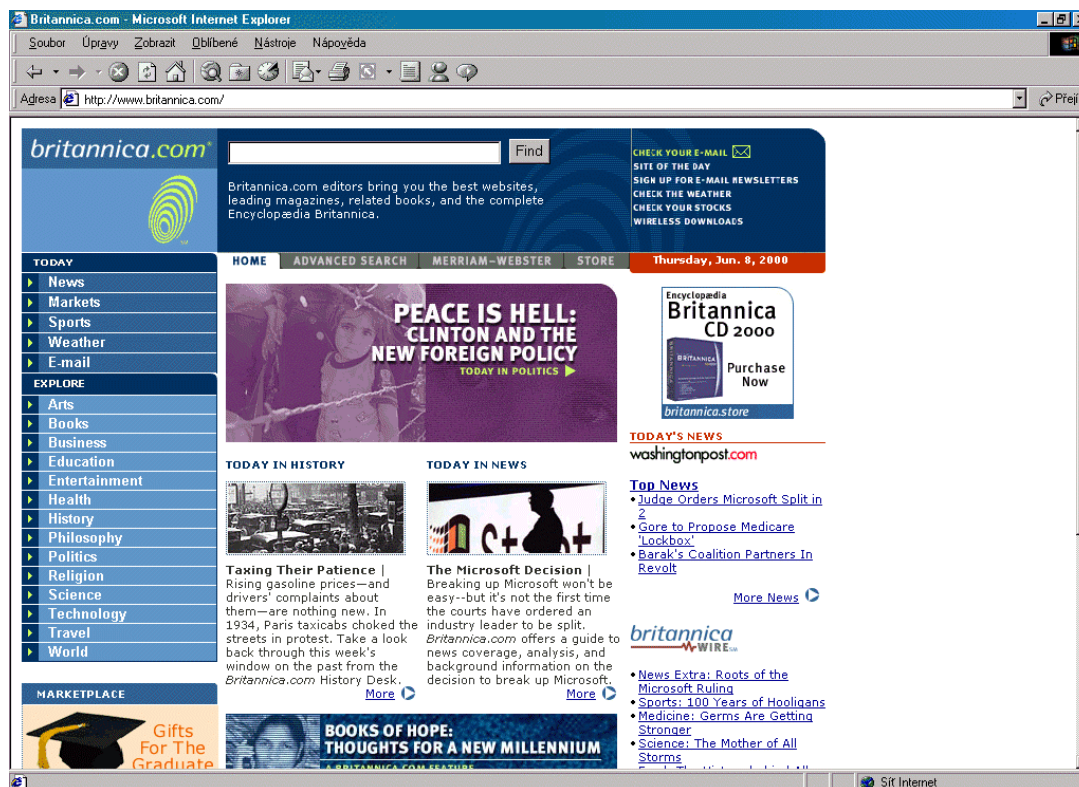 Britannica.com - Microsoft Internet Explorer
Soubor Úpravy Zobrazit Oblíbené Nástroje Nápověda
Adresa http://www.britannica.com/ Přejí
britannica.com
Find
Britannica.com editors bring you the best websites,
leading magazines, related books, and the complete
Encyclopædia Britannica.
CHECK YOUR E-MAIL
SITE OF THE DAY
SIGN UP FOR E-MAIL NEWSLETTERS
CHECK THE WEATHER
CHECK YOUR STOCKS
WIRELESS DOWNLOADS
HOME ADVANCED SEARCH MERRIAM-WEBSTER STORE
Thursday, Jun. 8, 2000
TODAY
News
Markets
Sports
Weather
E-mail
EXPLORE
Arts
Books
Business
Education
Entertainment
Health
History
Philosophy
Politics
Religion
Science
Technology
Travel
World
MARKETPLACE
Gifts
For The
Graduate
PEACE IS HELL:
CLINTON AND THE
NEW FOREIGN POLICY
TODAY IN POLITICS
TODAY IN HISTORY
Taxing Their Patience |
Rising gasoline prices—and
drivers' complaints about
them—are nothing new. In
1934, Paris taxicabs choked the
streets in protest. Take a look
back through this week's
window on the past from the
Britannica.com History Desk.
More
TODAY IN NEWS
The Microsoft Decision |
Breaking up Microsoft won't be
easy--but it's not the first time
the courts have ordered an
industry leader to be split.
Britannica.com offers a guide to
news coverage, analysis, and
background information on the
decision to break up Microsoft.
More
BOOKS OF HOPE:
THOUGHTS FOR A NEW MILLENNIUM
A BRITANNICA.COM FEATURE
Encyclopædia
Britannica
CD 2000
BRITANNICA
Purchase
Now
britannica.store
TODAY'S NEWS
washingtonpost.com
Top News
Judge Orders Microsoft Split in
2
Gore to Propose Medicare
'Lockbox'
Barak's Coalition Partners In
Revolt
More News
britannica
WIRE
News Extra: Roots of the
Microsoft Ruling
Sports: 100 Years of Hooligans
Medicine: Germs Are Getting
Stronger
Science: The Mother of All
Storms
Síť Internet